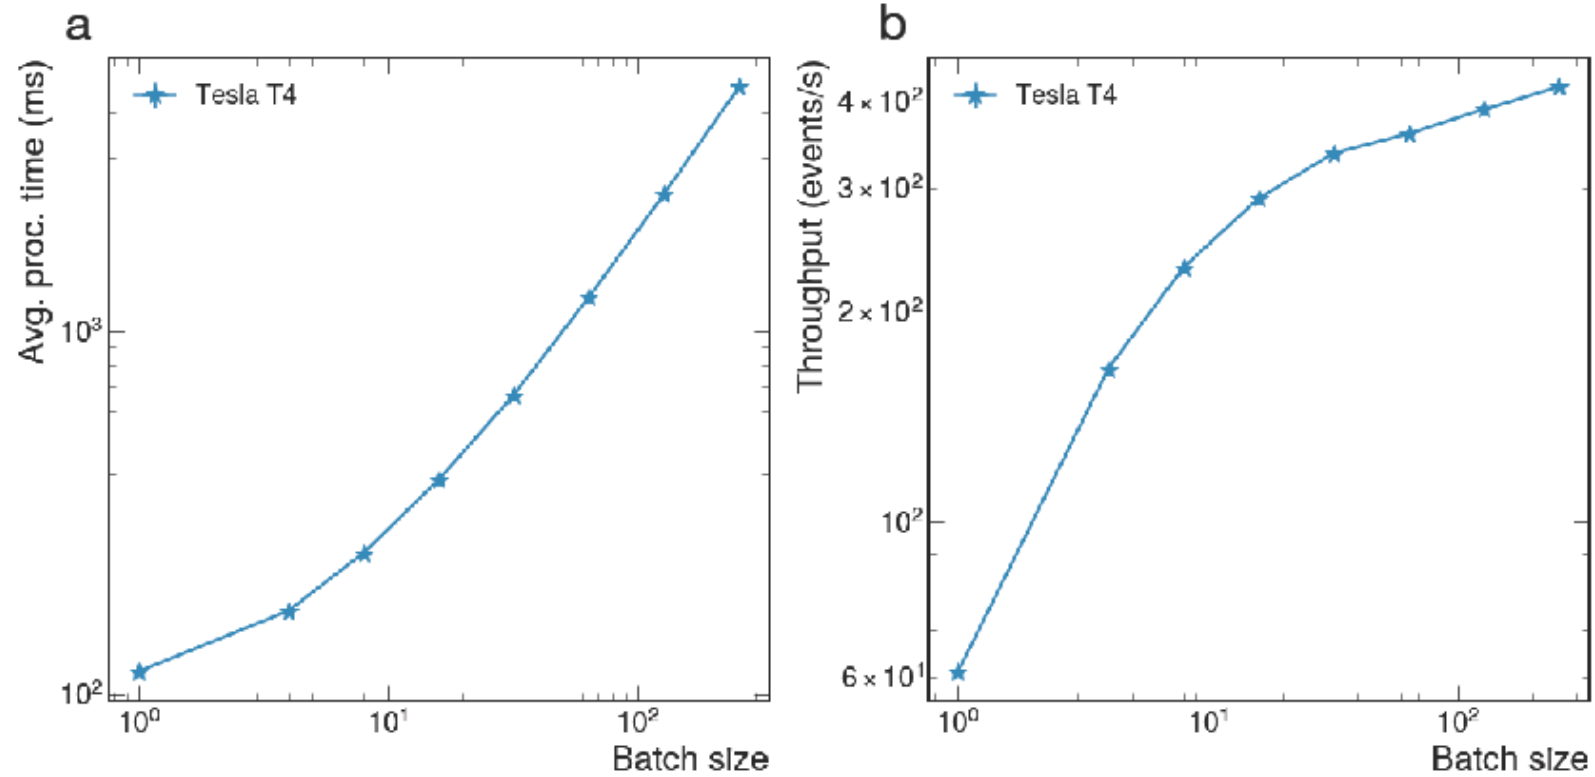 a
Avg. proc. time (ms)
Tesla T4
10³
10²
10⁰ 10¹ 10²
Batch size
b
Throughput (events/s)
Tesla T4
4 × 10²
3 × 10²
2 × 10²
10²
6 × 10¹
10⁰ 10¹ 10²
Batch size